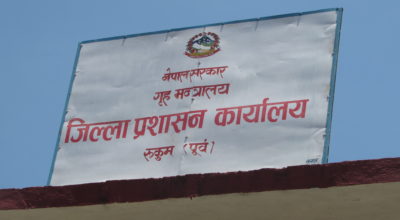 नेपाल सरकार
गृह मन्त्रालय
जिल्ला प्रशासन कार्यालय
रुकुम (पूर्व)